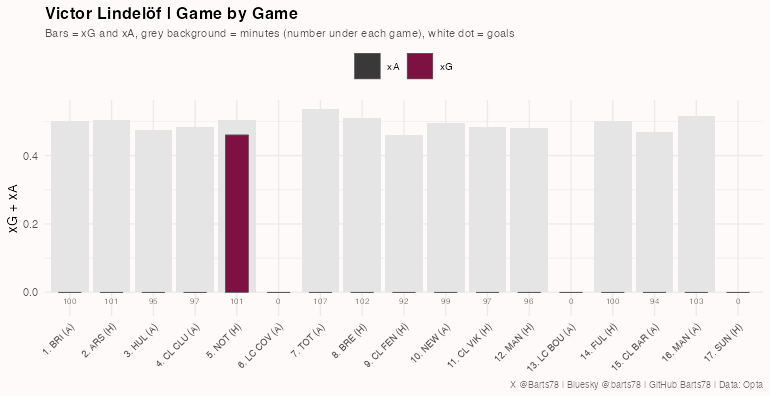 Victor Lindelöf | Game by Game
Bars = xG and xA, grey background = minutes (number under each game), white dot = goals
xA xG
xG + xA
0.4
0.2
0.0
100 101 95 97 101 0 107 102 92 99 97 96 0 100 94 103 0
1. BRI (A)
2. ARS (H)
3. HUL (A)
4. CL CLU (A)
5. NOT (H)
6. LC COV (A)
7. TOT (A)
8. BRE (H)
9. CL FEN (H)
10. NEW (A)
11. CL VIK (H)
12. MAN (H)
13. LC BOU (A)
14. FUL (H)
15. CL BAR (A)
16. MAN (A)
17. SUN (H)
X @Barts78 | Bluesky @barts78 | GitHub Barts78 | Data: Opta